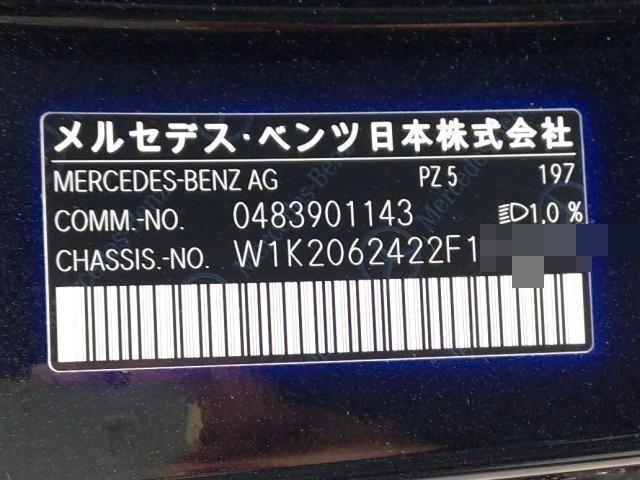 メルセデス・ベンツ日本株式会社
MERCEDES-BENZ AG PZ 5 197
COMM.-NO. 0483901143 1,0 %
CHASSIS.-NO. W1K2062422F1